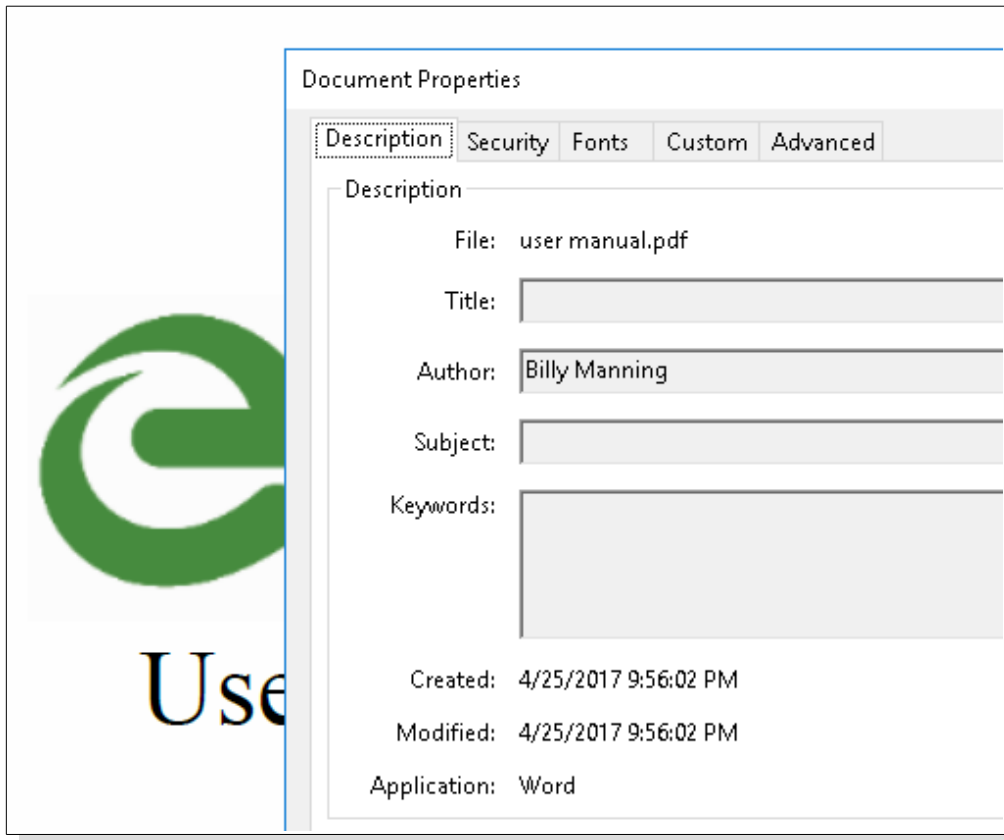 Document Properties
Description Security Fonts Custom Advanced
Description
File: user manual.pdf
Title:
Author: Billy Manning
Subject:
Keywords:
Created: 4/25/2017 9:56:02 PM
Modified: 4/25/2017 9:56:02 PM
Application: Word
Use